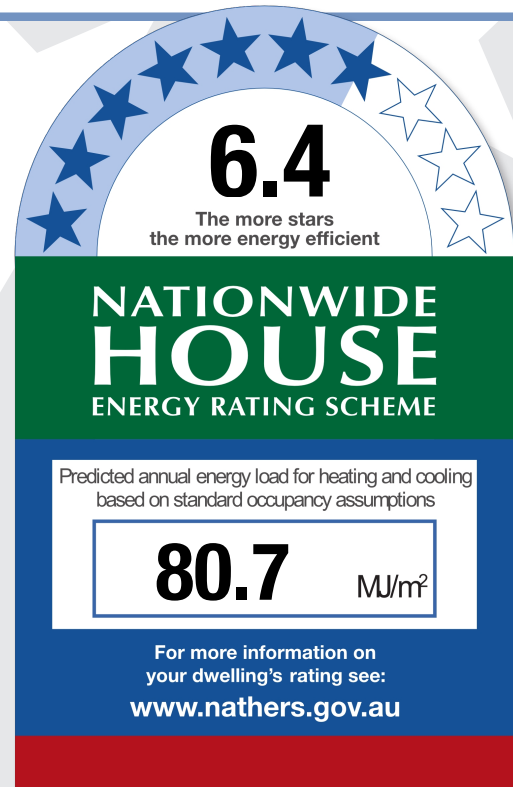 6.4
The more stars
the more energy efficient
NATIONWIDE
HOUSE
ENERGY RATING SCHEME
Predicted annual energy load for heating and cooling
based on standard occupancy assumptions
80.7 MJ/m²
For more information on
your dwelling's rating see:
www.nathers.gov.au